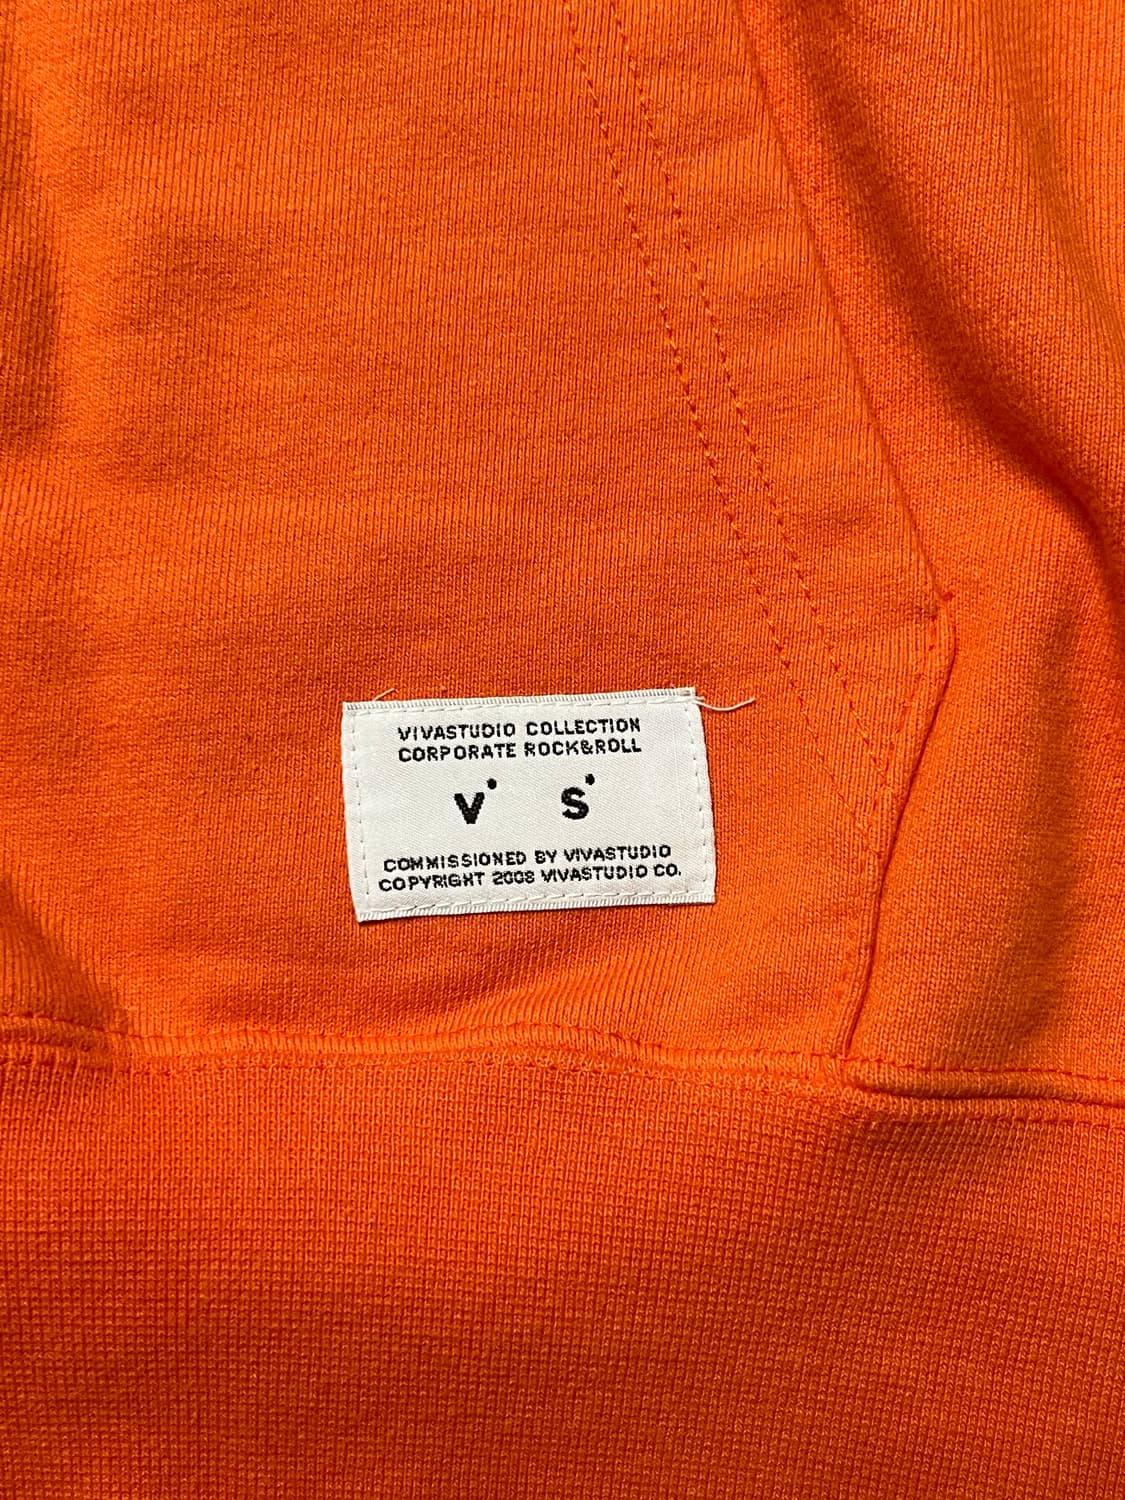 VIVASTUDIO COLLECTION
CORPORATE ROCK&ROLL
V• S•
COMMISSIONED BY VIVASTUDIO
COPYRIGHT 2008 VIVASTUDIO CO.